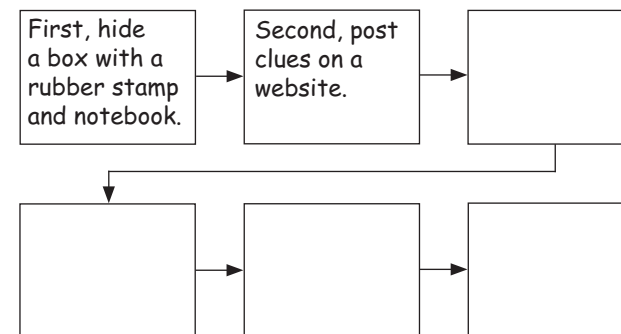 First, hide
a box with a
rubber stamp
and notebook.
Second, post
clues on a
website.